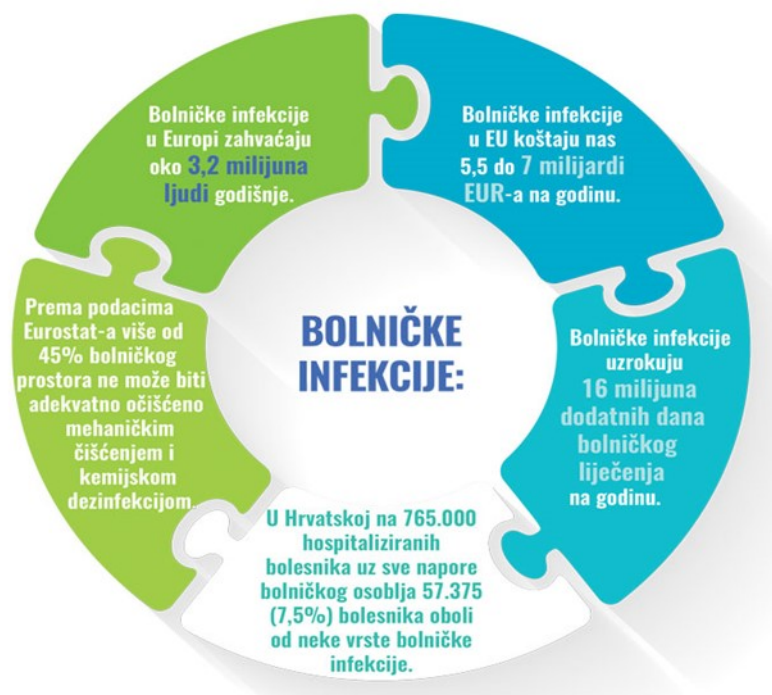 Bolničke infekcije
u Europi zahvaćaju
oko 3,2 milijuna
ljudi godišnje.
Bolničke infekcije
u EU koštaju nas
5,5 do 7 milijardi
EUR-a na godinu.
Prema podacima
Eurostat-a više od
45% bolničkog
prostora ne može biti
adekvatno očišćeno
mehaničkim
čišćenjem i
kemijskom
dezinfekcijom.
BOLNIČKE
INFEKCIJE:
Bolničke infekcije
uzrokuju
16 milijuna
dodatnih dana
bolničkog
liječenja
na godinu.
U Hrvatskoj na 765.000
hospitaliziranih
bolesnika uz sve napore
bolničkog osoblja 57.375
(7,5%) bolesnika oboli
od neke vrste bolničke
infekcije.